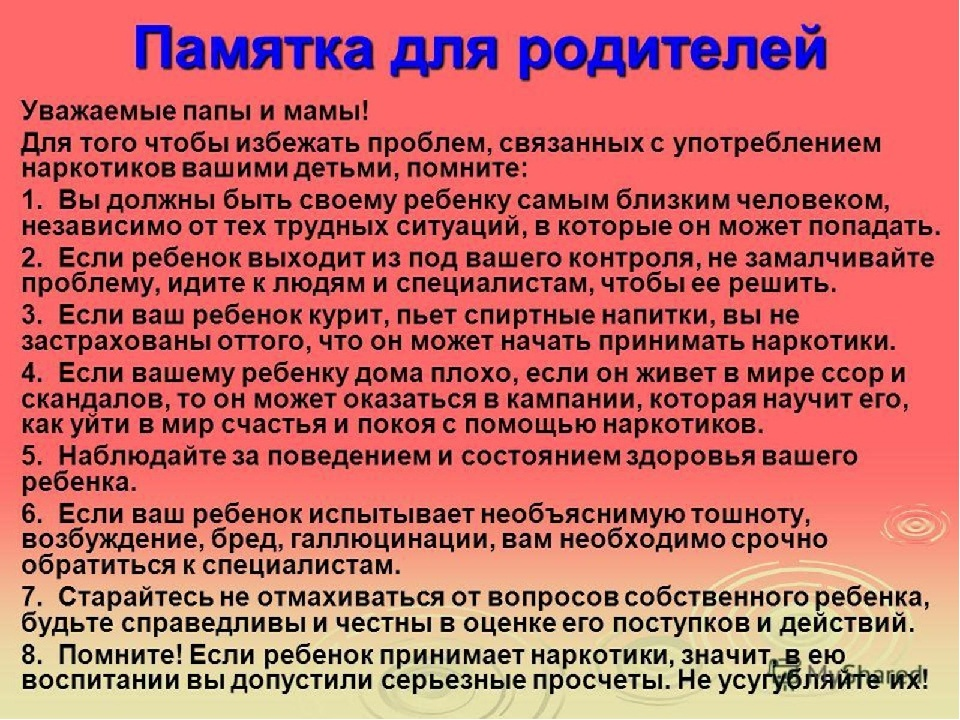 Памятка для родителей
Уважаемые папы и мамы!
Для того чтобы избежать проблем, связанных с употреблением
наркотиков вашими детьми, помните:
1. Вы должны быть своему ребенку самым близким человеком,
независимо от тех трудных ситуаций, в которые он может попадать.
2. Если ребенок выходит из под вашего контроля, не замалчивайте
проблему, идите к людям и специалистам, чтобы ее решить.
3. Если ваш ребенок курит, пьет спиртные напитки, вы не
застрахованы оттого, что он может начать принимать наркотики.
4. Если вашему ребенку дома плохо, если он живет в мире ссор и
скандалов, то он может оказаться в кампании, которая научит его,
как уйти в мир счастья и покоя с помощью наркотиков.
5. Наблюдайте за поведением и состоянием здоровья вашего
ребенка.
6. Если ваш ребенок испытывает необъяснимую тошноту,
возбуждение, бред, галлюцинации, вам необходимо срочно
обратиться к специалистам.
7. Старайтесь не отмахиваться от вопросов собственного ребенка,
будьте справедливы и честны в оценке его поступков и действий.
8. Помните! Если ребенок принимает наркотики, значит, в ею
воспитании вы допустили серьезные просчеты. Не усугубляйте их!
MyShared